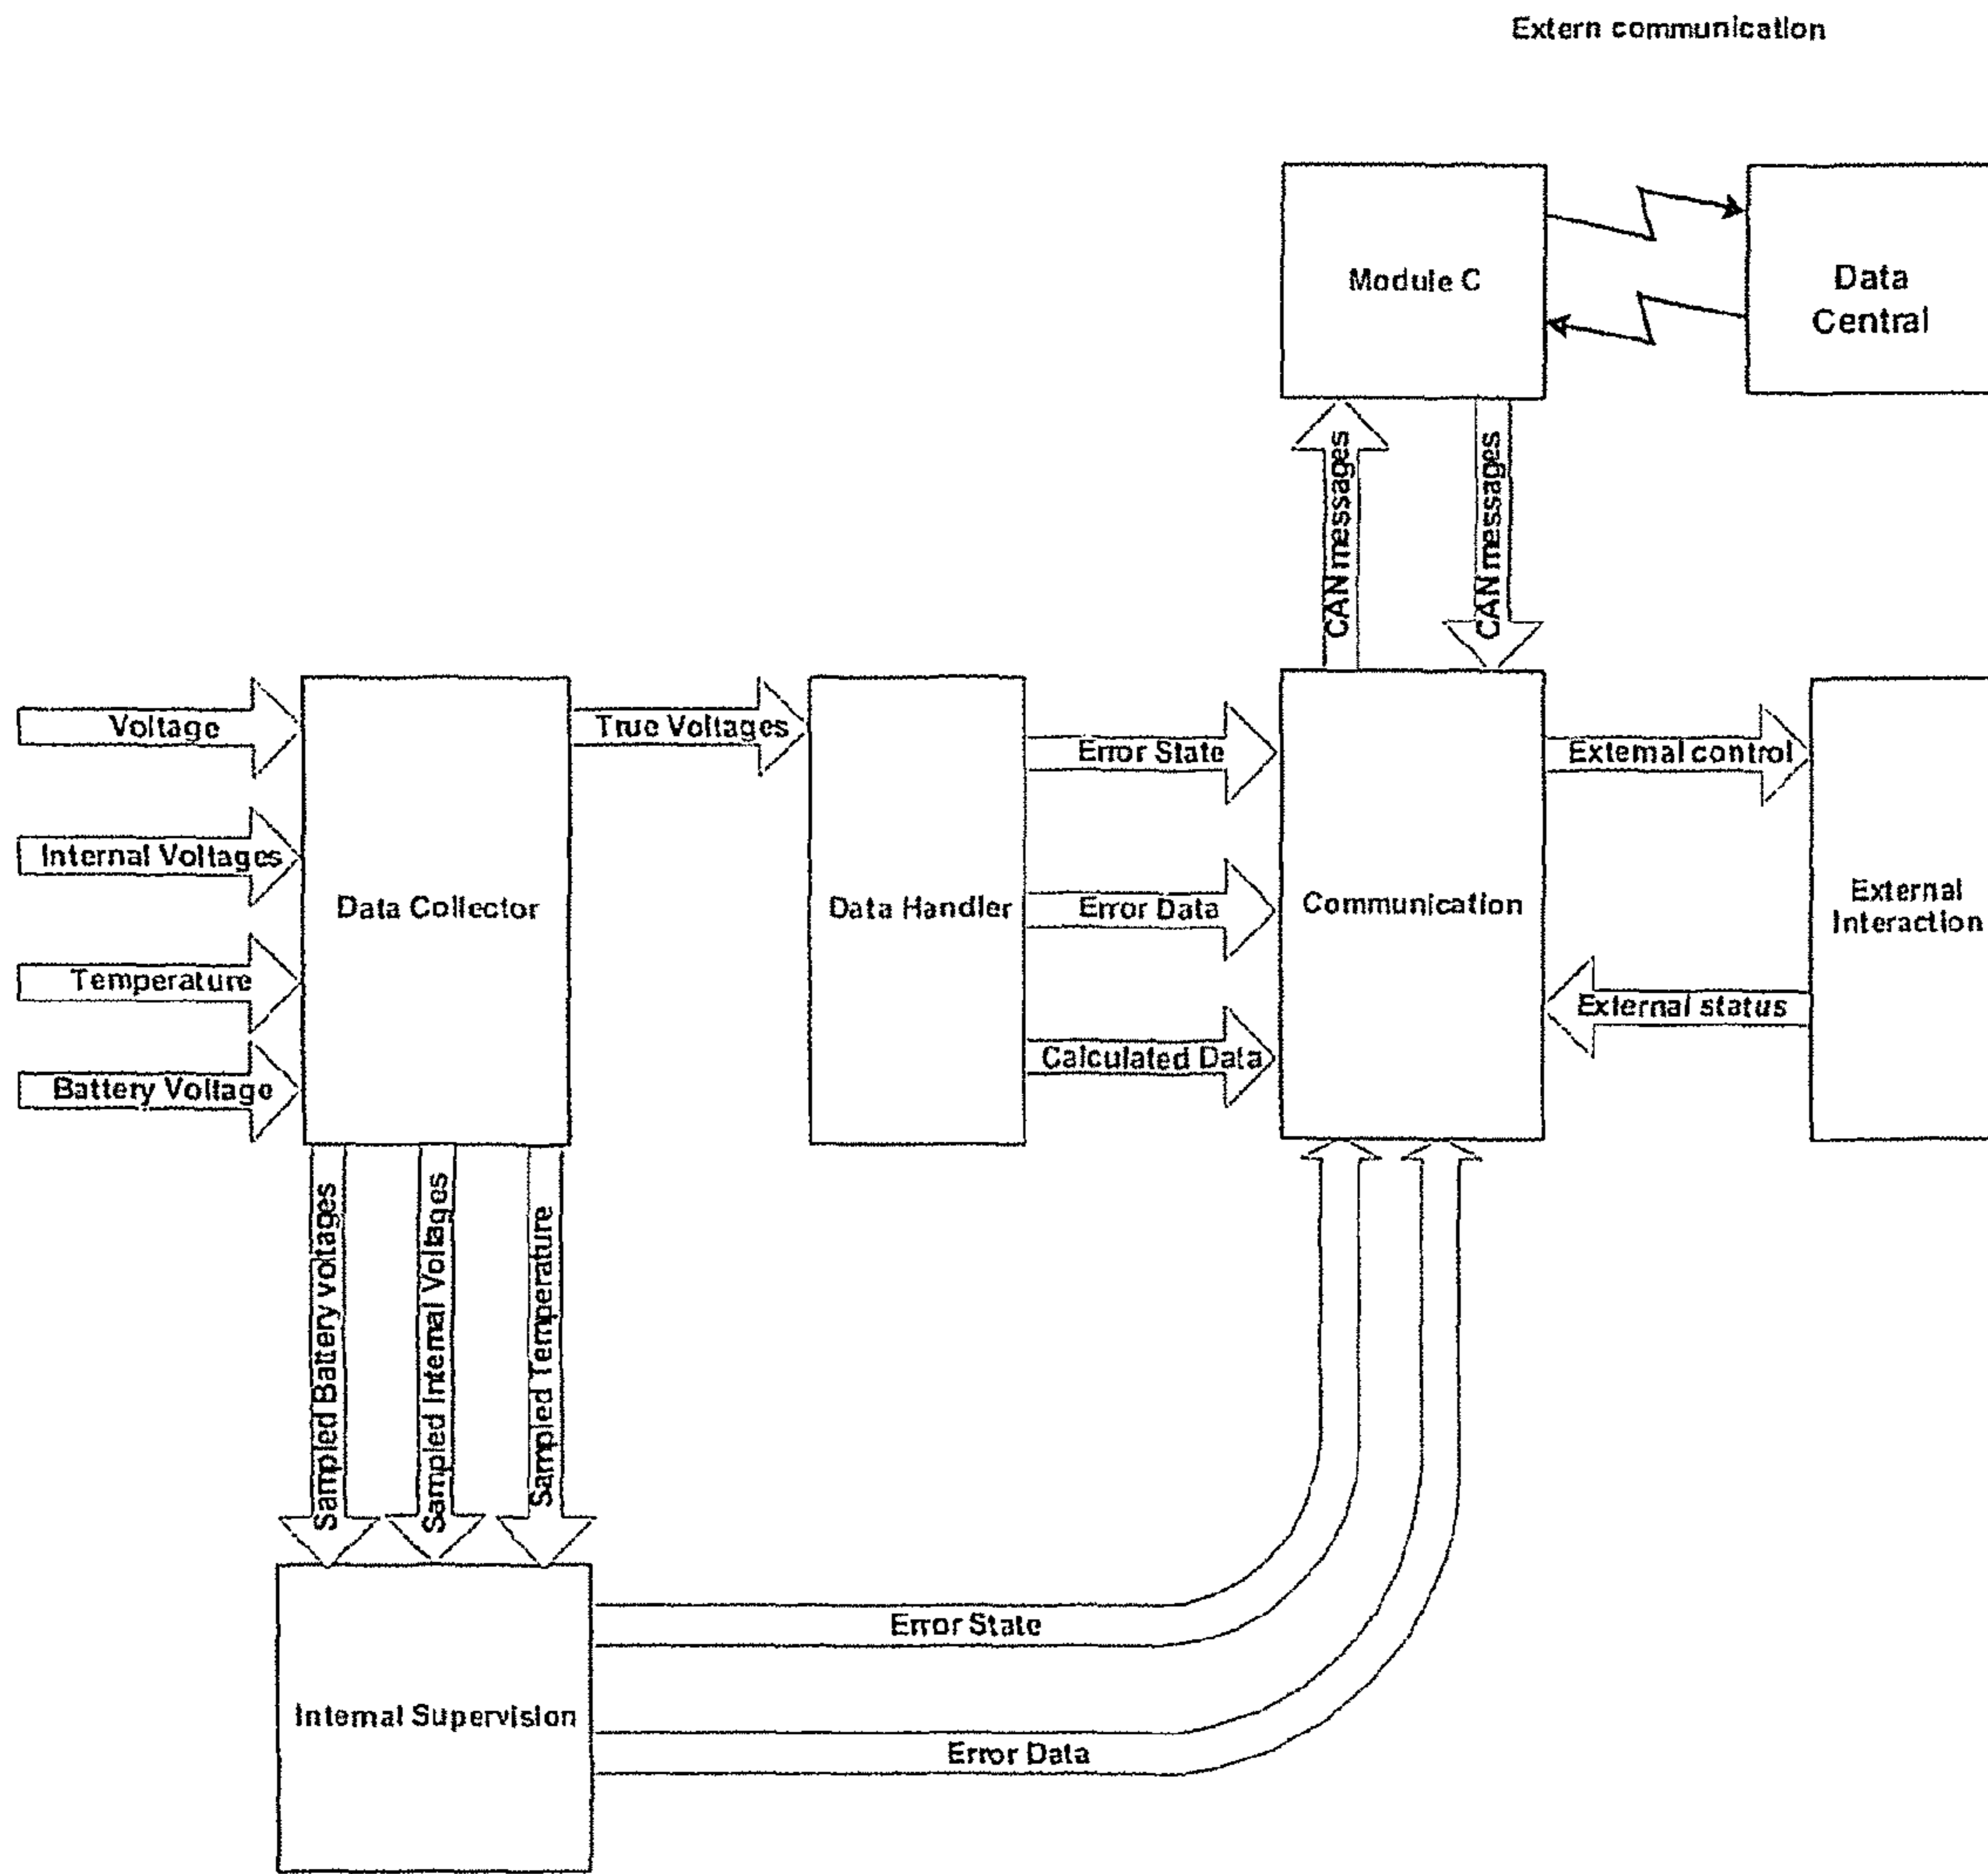 Extern communication
Module C
Data
Central
CAN messages
CAN messages
Voltage
True Voltages
Error State
External control
Internal Voltages
Data Collector
Data Handler
Error Data
Communication
External
Interaction
Temperature
External status
Calculated Data
Battery Voltage
Sampled Battery voltages
Sampled Internal Voltages
Sampled Temperature
Error State
Internal Supervision
Error Data